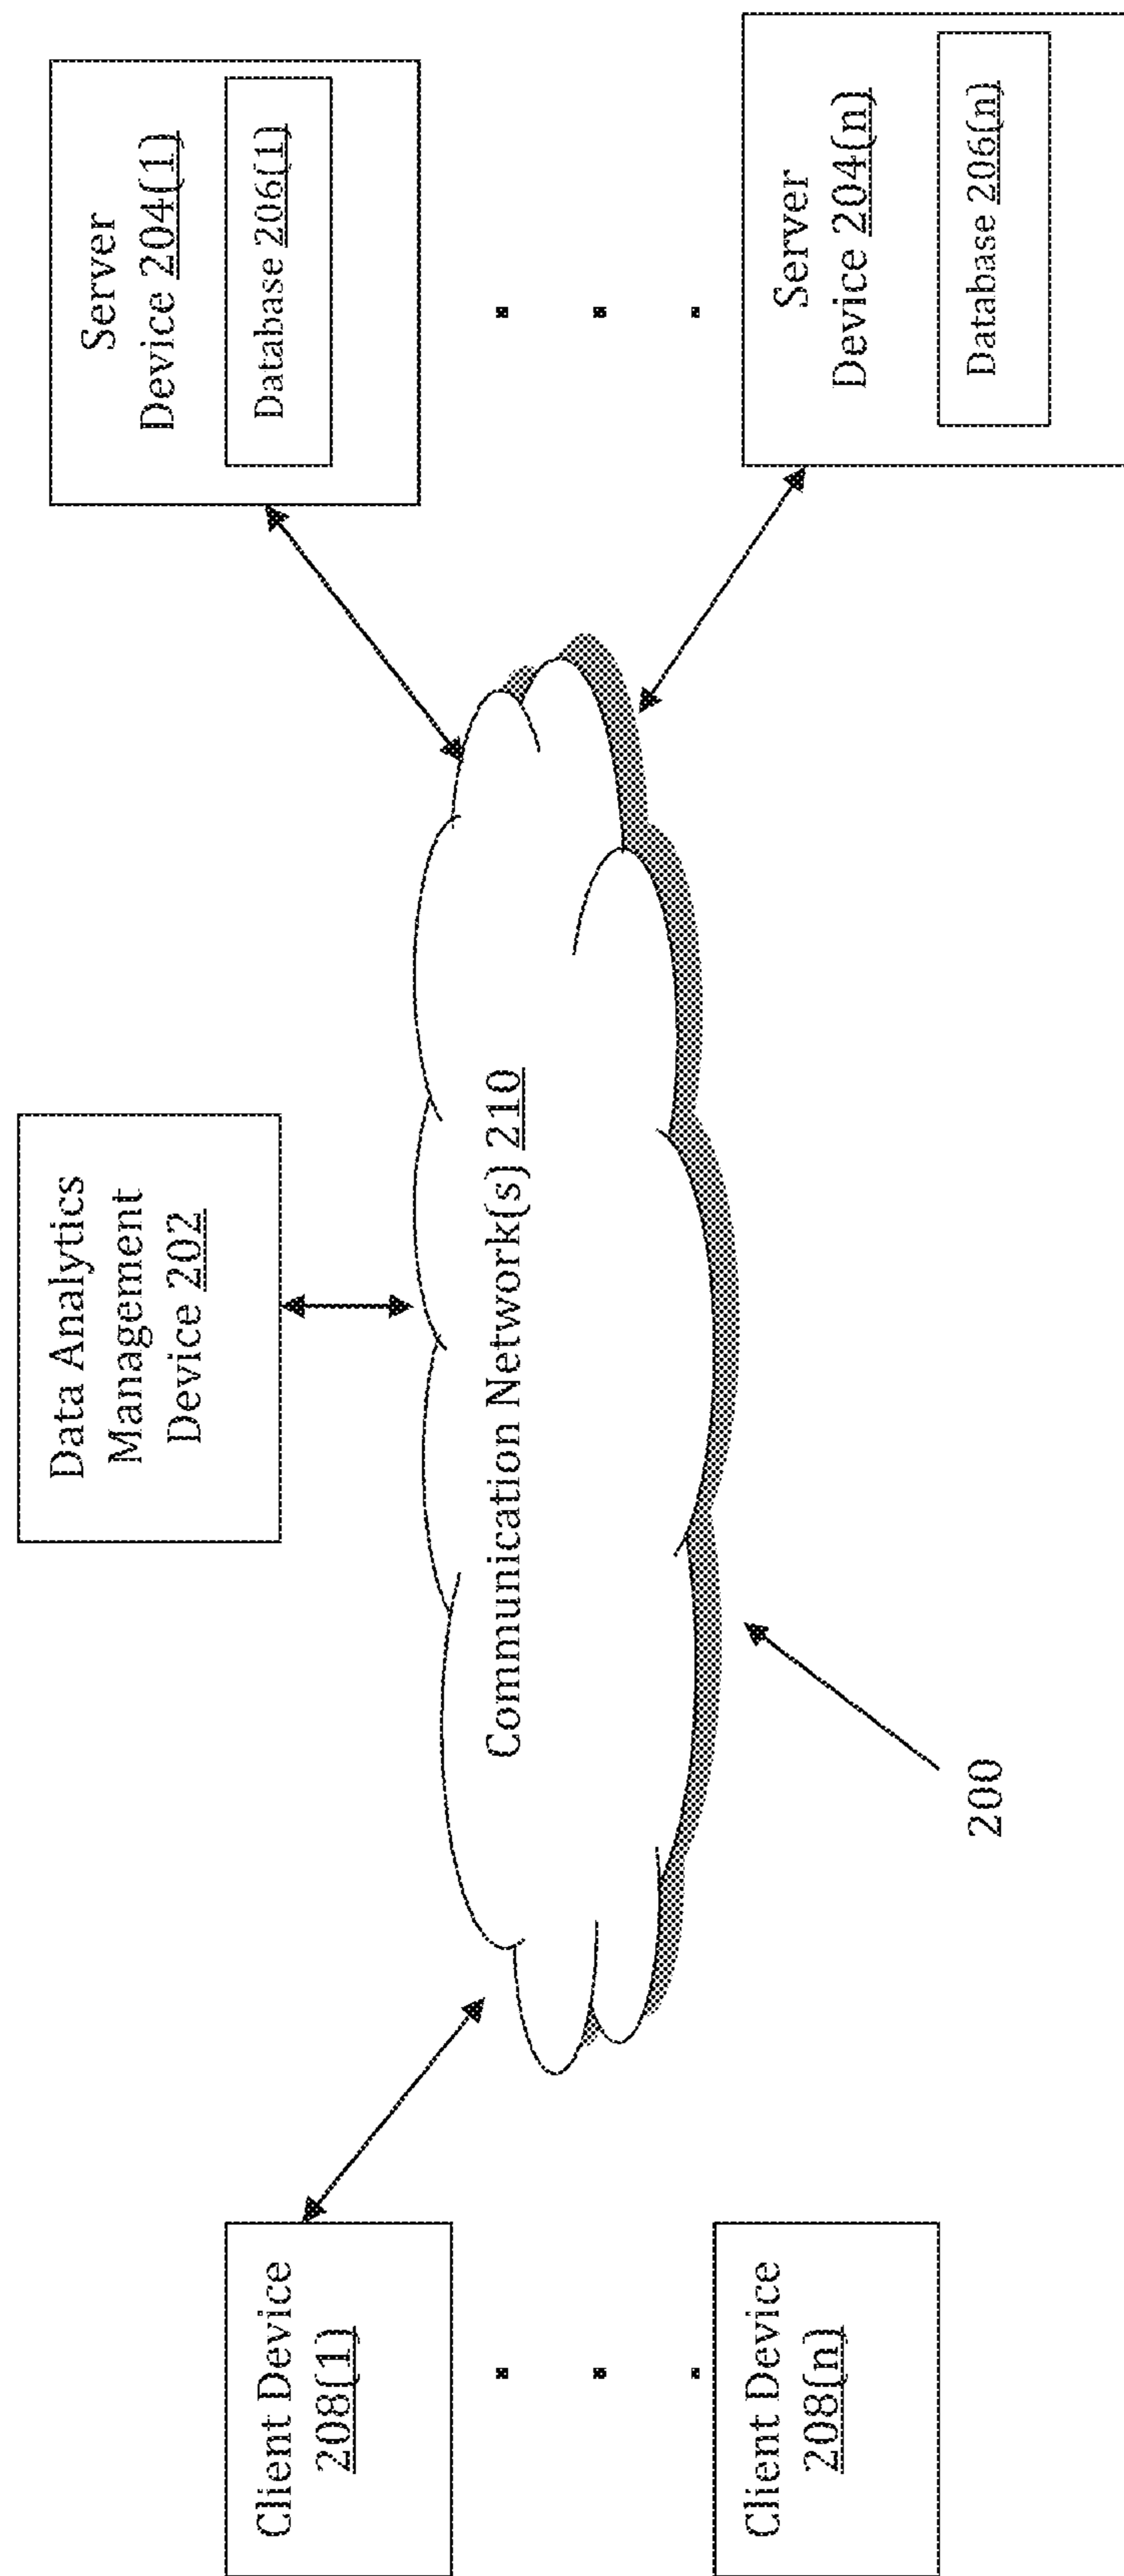 Data Analytics
Management
Device 202
Server
Device 204(1)
Database 206(1)
Client Device
208(1)
Communication Network(s) 210
Client Device
208(n)
Server
Device 204(n)
Database 206(n)
200